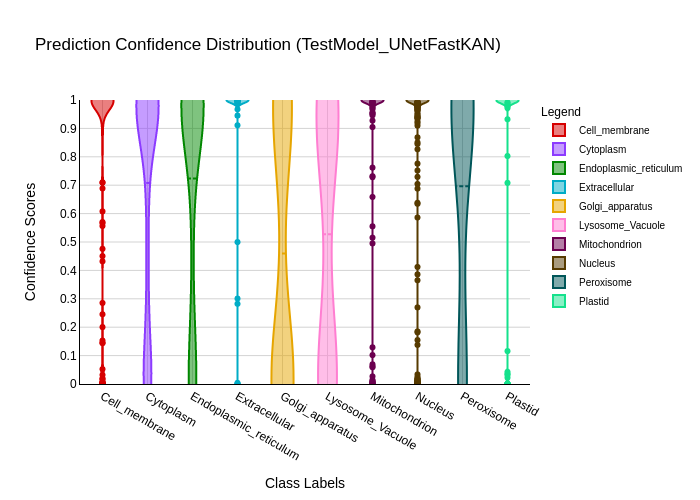 Prediction Confidence Distribution (TestModel_UNetFastKAN)
Confidence Scores
1
0.9
0.8
0.7
0.6
0.5
0.4
0.3
0.2
0.1
0
Cell_membrane
Cytoplasm
Endoplasmic_reticulum
Extracellular
Golgi_apparatus
Lysosome_Vacuole
Mitochondrion
Nucleus
Peroxisome
Plastid
Class Labels
Legend
Cell_membrane
Cytoplasm
Endoplasmic_reticulum
Extracellular
Golgi_apparatus
Lysosome_Vacuole
Mitochondrion
Nucleus
Peroxisome
Plastid